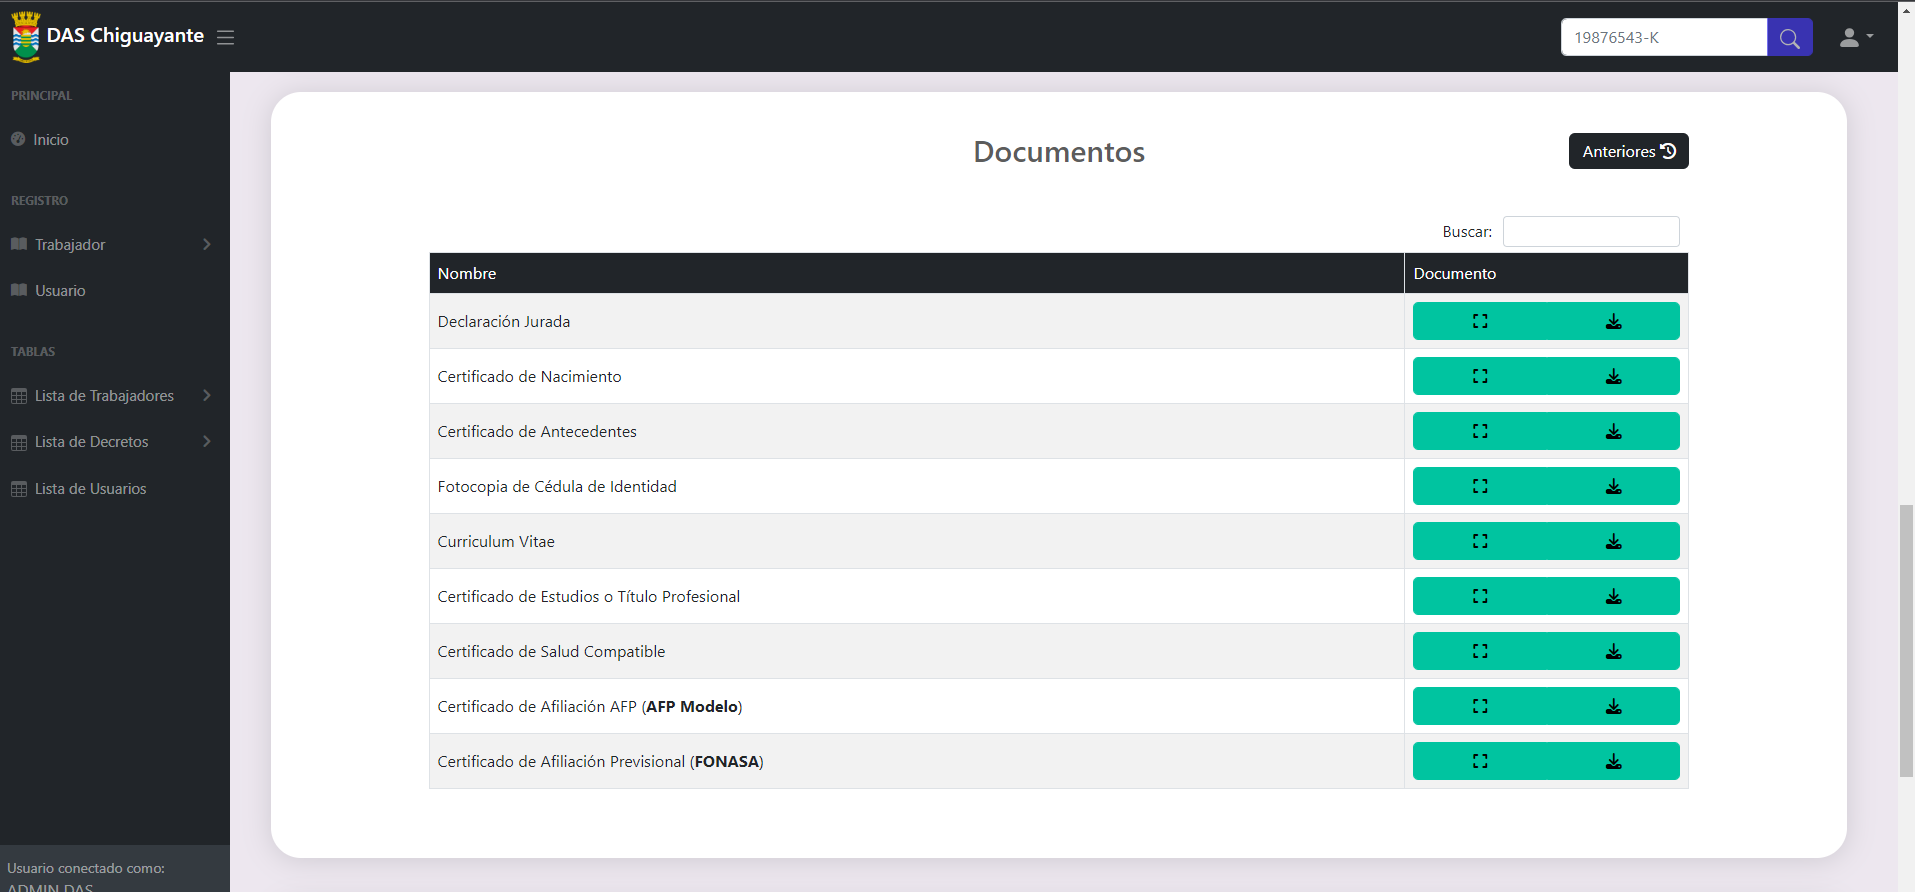 DAS Chiguayante
19876543-K
PRINCIPAL
Inicio
REGISTRO
Trabajador
Usuario
TABLAS
Lista de Trabajadores
Lista de Decretos
Lista de Usuarios
Usuario conectado como:
ADMIN DAS
Documentos
Anteriores
Buscar:
Nombre Documento
Declaración Jurada
Certificado de Nacimiento
Certificado de Antecedentes
Fotocopia de Cédula de Identidad
Curriculum Vitae
Certificado de Estudios o Título Profesional
Certificado de Salud Compatible
Certificado de Afiliación AFP (AFP Modelo)
Certificado de Afiliación Previsional (FONASA)